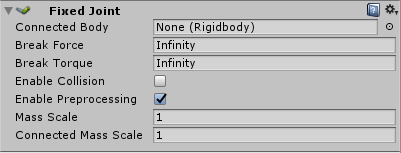 Fixed Joint
Connected Body None (Rigidbody)
Break Force Infinity
Break Torque Infinity
Enable Collision
Enable Preprocessing
Mass Scale 1
Connected Mass Scale 1